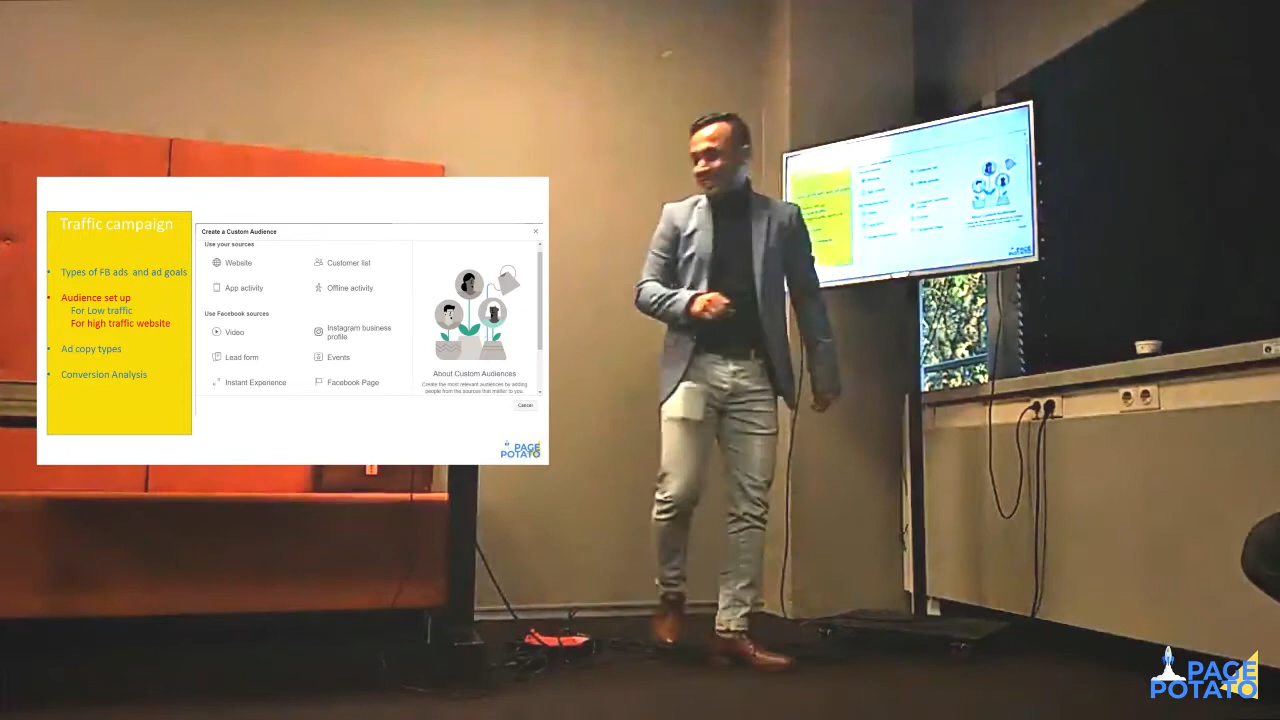 Traffic campaign
• Types of FB ads and ad goals
• Audience set up
For Low traffic
For high traffic website
• Ad copy types
• Conversion Analysis
Create a Custom Audience
Use your sources
Website
Customer list
App activity
Offline activity
Use Facebook sources
Video
Instagram business
profile
Lead form
Events
Instant Experience
Facebook Page
About Custom Audiences
Create the most relevant audiences by adding
people from the sources that matter to you.
Cancel
PAGE
POTATO
PAGE
POTATO